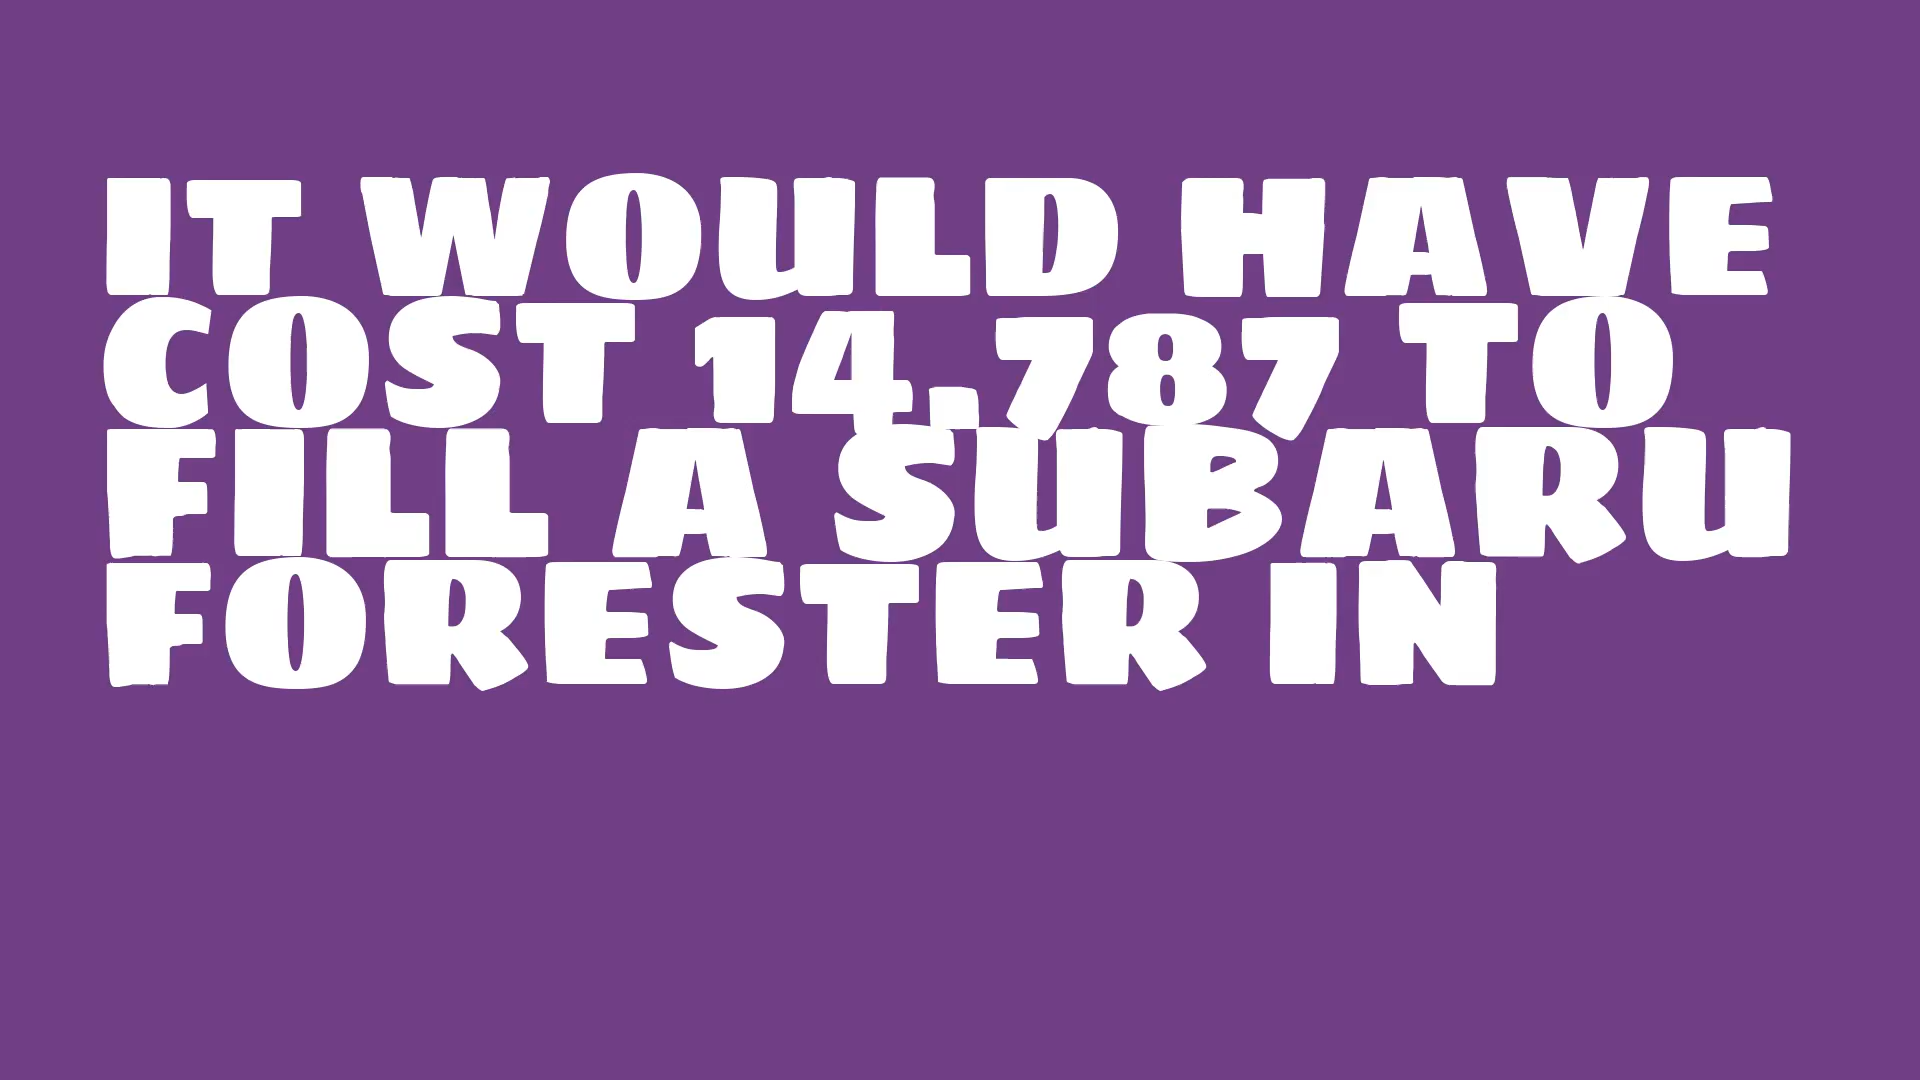 IT WOULD HAVE
COST 14.787 TO
FILL A SUBARU
FORESTER IN